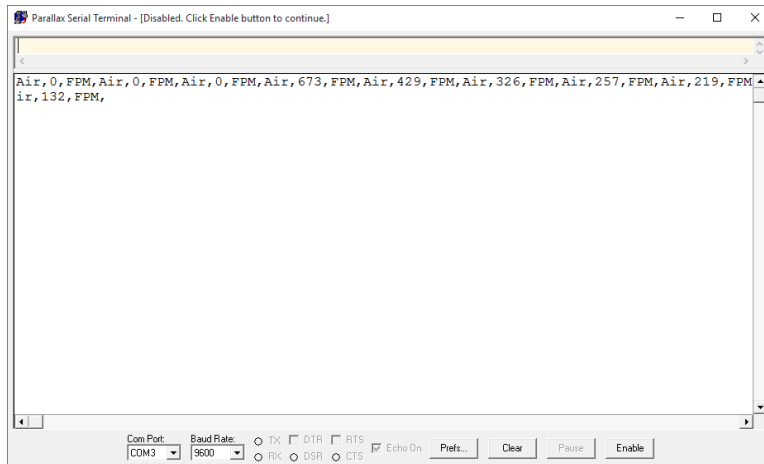 Parallax Serial Terminal - [Disabled. Click Enable button to continue.]
Air,0,FPM,Air,0,FPM,Air,0,FPM,Air,673,FPM,Air,429,FPM,Air,326,FPM,Air,257,FPM,Air,219,FPM
ir,132,FPM,
Com Port: Baud Rate: TX DTR RTS
COM3 9600 RX DSR CTS Echo On Prefs... Clear Pause Enable